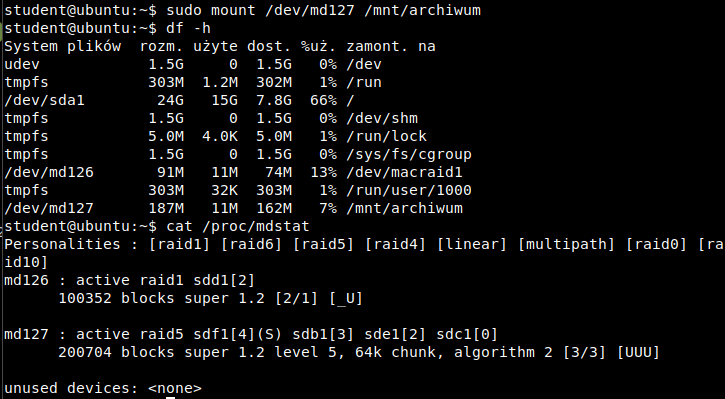 student@ubuntu:~$ sudo mount /dev/md127 /mnt/archiwum
student@ubuntu:~$ df -h
System plików  rozm. użyte dost. %uż. zamont. na
udev            1.5G     0  1.5G   0% /dev
tmpfs           303M  1.2M  302M   1% /run
/dev/sda1        24G   15G  7.8G  66% /
tmpfs           1.5G     0  1.5G   0% /dev/shm
tmpfs           5.0M  4.0K  5.0M   1% /run/lock
tmpfs           1.5G     0  1.5G   0% /sys/fs/cgroup
/dev/md126       91M   11M   74M  13% /dev/macraid1
tmpfs           303M   32K  303M   1% /run/user/1000
/dev/md127      187M   11M  162M   7% /mnt/archiwum
student@ubuntu:~$ cat /proc/mdstat
Personalities : [raid1] [raid6] [raid5] [raid4] [linear] [multipath] [raid0] [ra
id10]
md126 : active raid1 sdd1[2]
      100352 blocks super 1.2 [2/1] [_U]
md127 : active raid5 sdf1[4](S) sdb1[3] sde1[2] sdc1[0]
      200704 blocks super 1.2 level 5, 64k chunk, algorithm 2 [3/3] [UUU]
unused devices: <none>